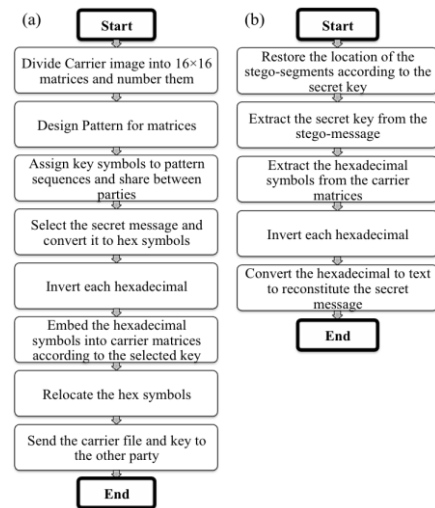 (a)
Start
Divide Carrier image into 16×16
matrices and number them
Design Pattern for matrices
Assign key symbols to pattern
sequences and share between
parties
Select the secret message and
convert it to hex symbols
Invert each hexadecimal
Embed the hexadecimal
symbols into carrier matrices
according to the selected key
Relocate the hex symbols
Send the carrier file and key to
the other party
End
(b)
Start
Restore the location of the
stego-segments according to the
secret key
Extract the secret key from the
stego-message
Extract the hexadecimal
symbols from the carrier
matrices
Invert each hexadecimal
Convert the hexadecimal to text
to reconstitute the secret
message
End